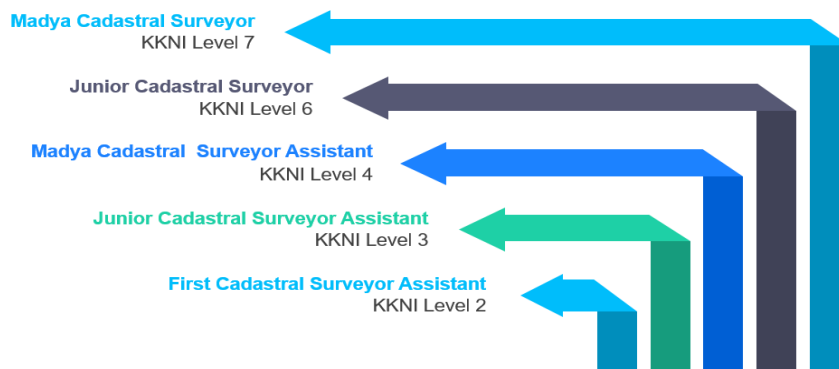 Madya Cadastral Surveyor
KKNI Level 7
Junior Cadastral Surveyor
KKNI Level 6
Madya Cadastral Surveyor Assistant
KKNI Level 4
Junior Cadastral Surveyor Assistant
KKNI Level 3
First Cadastral Surveyor Assistant
KKNI Level 2